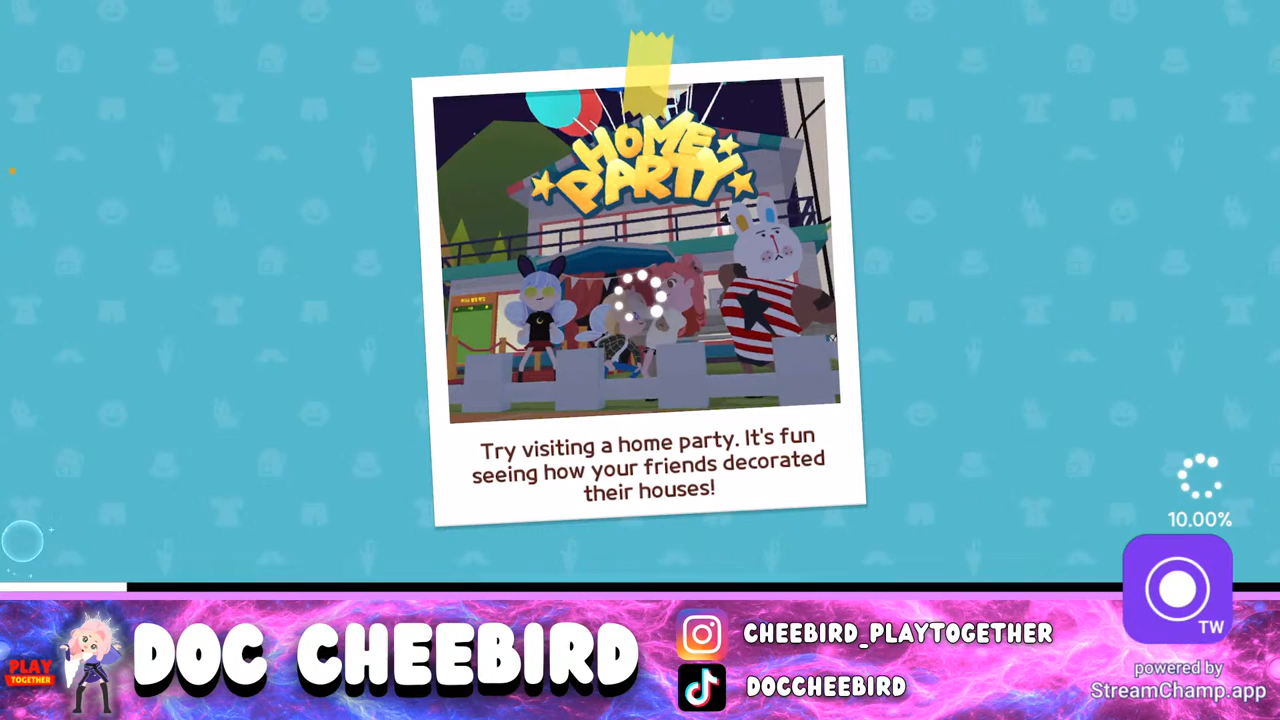 HOME
PARTY
Try visiting a home party. It's fun
seeing how your friends decorated
their houses!
10.00%
TW
PLAY
TOGETHER
DOC CHEEBIRD
CHEEBIRD_PLAYTOGETHER
DOCCHEEBIRD
powered by
StreamChamp.app